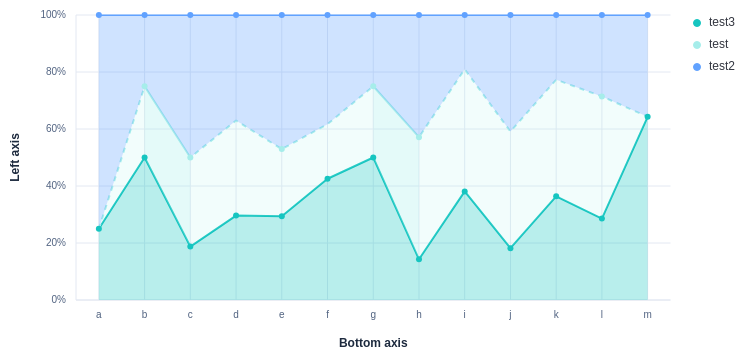 100%
80%
60%
40%
20%
0%
Left axis
a b c d e f g h i j k l m
Bottom axis
test3
test
test2